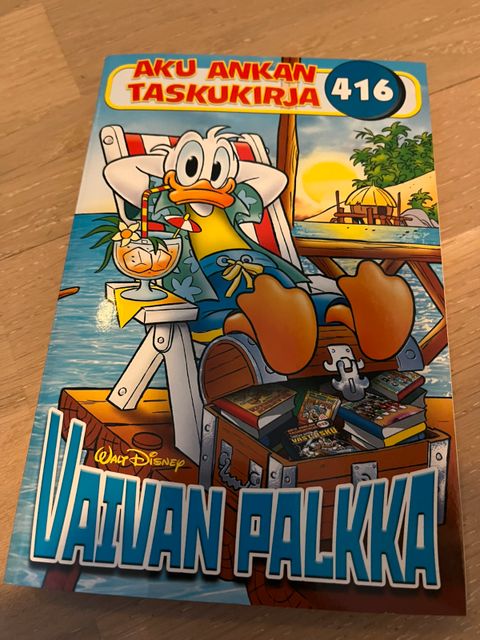 AKU ANKAN
TASKUKIRJA
416
WALT DISNEY
VAIVAN PALKKA